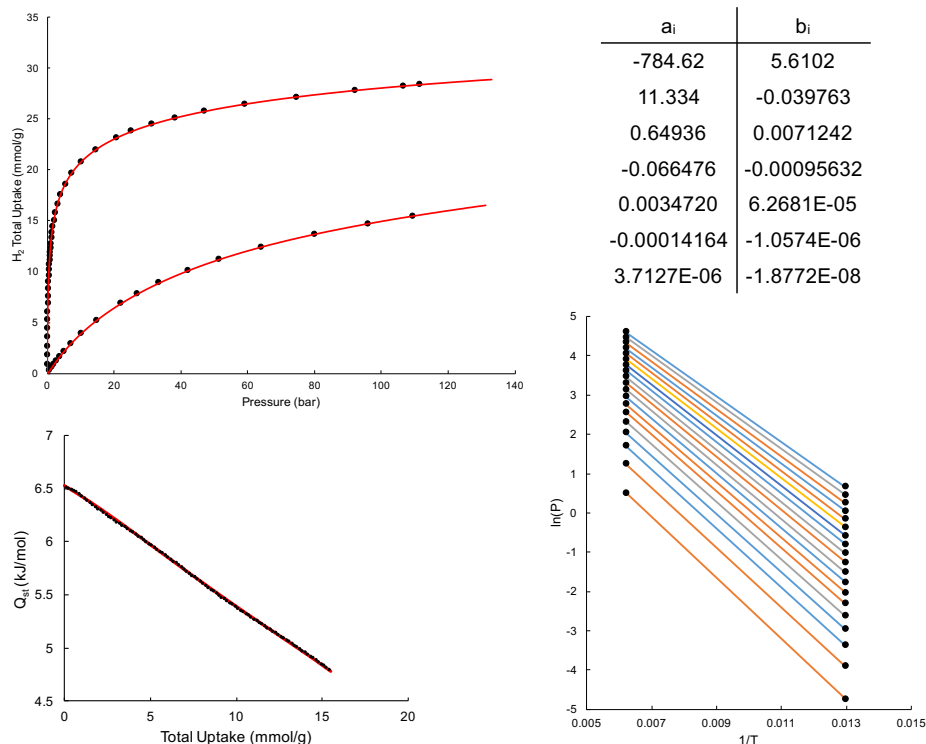 35
30
25
20
15
10
5
0
0 20 40 60 80 100 120 140
H₂ Total Uptake (mmol/g)
Pressure (bar)
aᵢ bᵢ
-784.62 5.6102
11.334 -0.039763
0.64936 0.0071242
-0.066476 -0.00095632
0.0034720 6.2681E-05
-0.00014164 -1.0574E-06
3.7127E-06 -1.8772E-08
7
6.5
6
5.5
5
4.5
0 5 10 15 20
Qst (kJ/mol)
Total Uptake (mmol/g)
5
4
3
2
1
0
-1
-2
-3
-4
-5
0.005 0.007 0.009 0.011 0.013 0.015
ln(P)
1/T